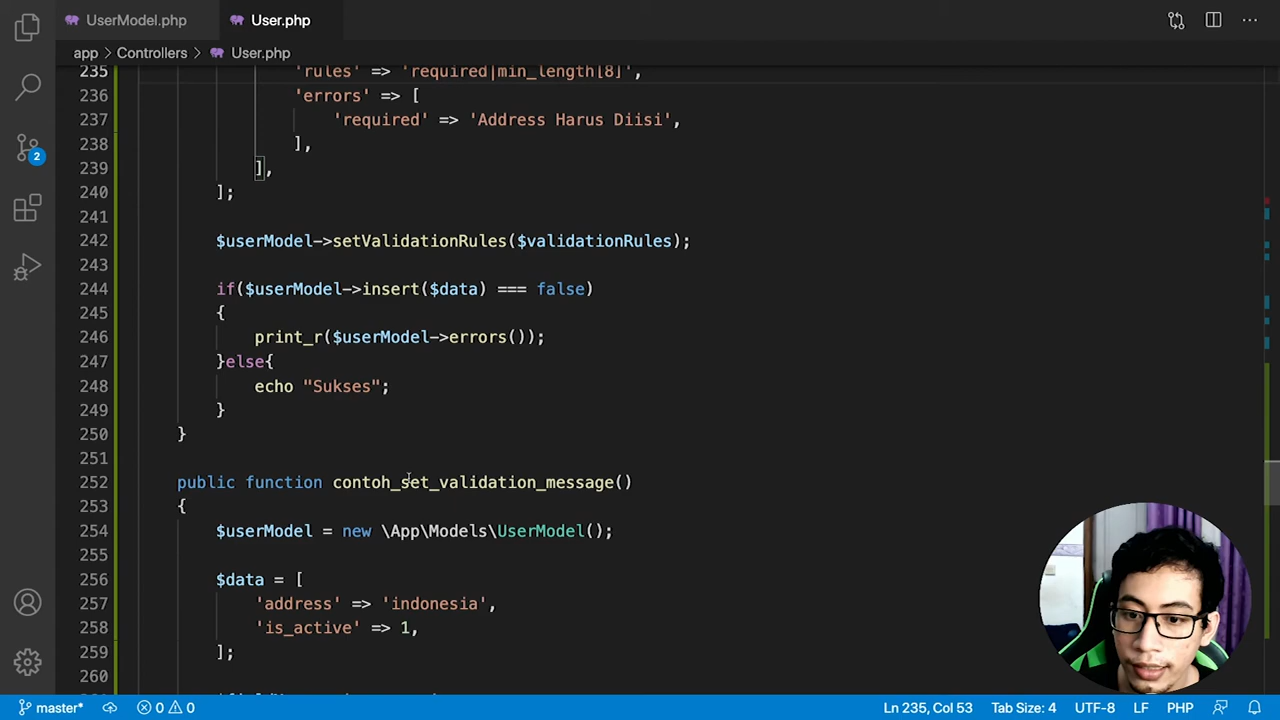 UserModel.php
User.php
app > Controllers > User.php
235 'rules' => 'required|min_length[8]',
236 'errors' => [
237 'required' => 'Address Harus Diisi',
238 ],
239 ],
240 ];
241
242 $userModel->setValidationRules($validationRules);
243
244 if($userModel->insert($data) === false)
245 {
246 print_r($userModel->errors());
247 }else{
248 echo "Sukses";
249 }
250 }
251
252 public function contoh_set_validation_message()
253 {
254 $userModel = new \App\Models\UserModel();
255
256 $data = [
257 'address' => 'indonesia',
258 'is_active' => 1,
259 ];
260
2
master* 0 0 Ln 235, Col 53 Tab Size: 4 UTF-8 LF PHP